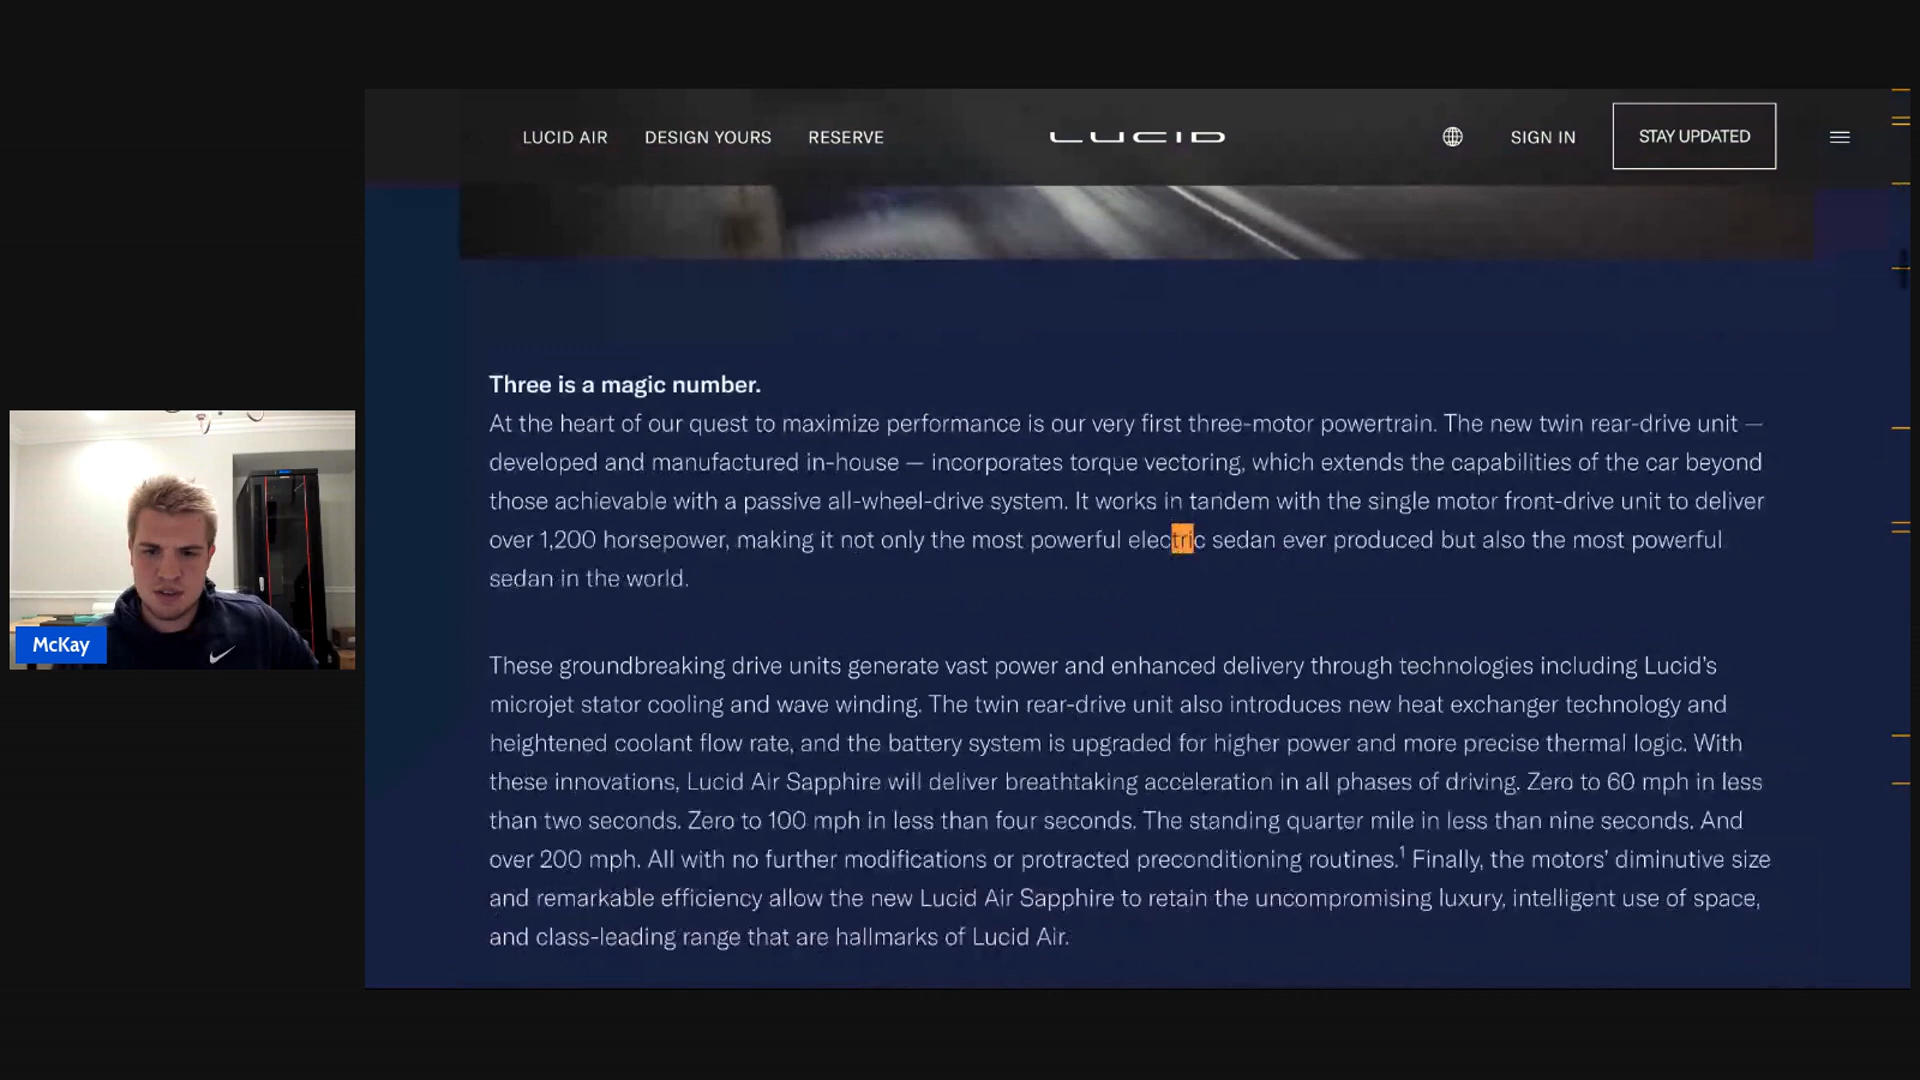 LUCID AIR DESIGN YOURS RESERVE LUCID SIGN IN STAY UPDATED
Three is a magic number.
At the heart of our quest to maximize performance is our very first three-motor powertrain. The new twin rear-drive unit —
developed and manufactured in-house — incorporates torque vectoring, which extends the capabilities of the car beyond
those achievable with a passive all-wheel-drive system. It works in tandem with the single motor front-drive unit to deliver
over 1,200 horsepower, making it not only the most powerful electric sedan ever produced but also the most powerful
sedan in the world.
McKay
These groundbreaking drive units generate vast power and enhanced delivery through technologies including Lucid’s
microjet stator cooling and wave winding. The twin rear-drive unit also introduces new heat exchanger technology and
heightened coolant flow rate, and the battery system is upgraded for higher power and more precise thermal logic. With
these innovations, Lucid Air Sapphire will deliver breathtaking acceleration in all phases of driving. Zero to 60 mph in less
than two seconds. Zero to 100 mph in less than four seconds. The standing quarter mile in less than nine seconds. And
over 200 mph. All with no further modifications or protracted preconditioning routines.¹ Finally, the motors’ diminutive size
and remarkable efficiency allow the new Lucid Air Sapphire to retain the uncompromising luxury, intelligent use of space,
and class-leading range that are hallmarks of Lucid Air.